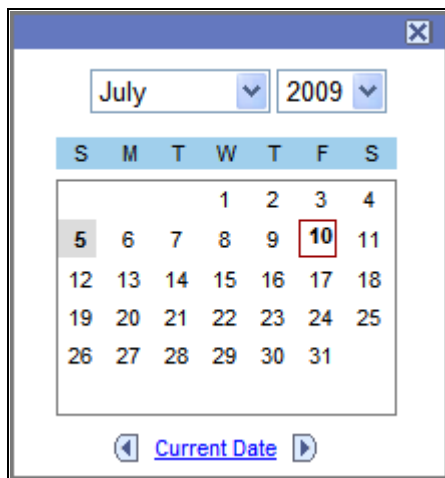 July 2009
S M T W T F S
1 2 3 4
5 6 7 8 9 10 11
12 13 14 15 16 17 18
19 20 21 22 23 24 25
26 27 28 29 30 31
Current Date